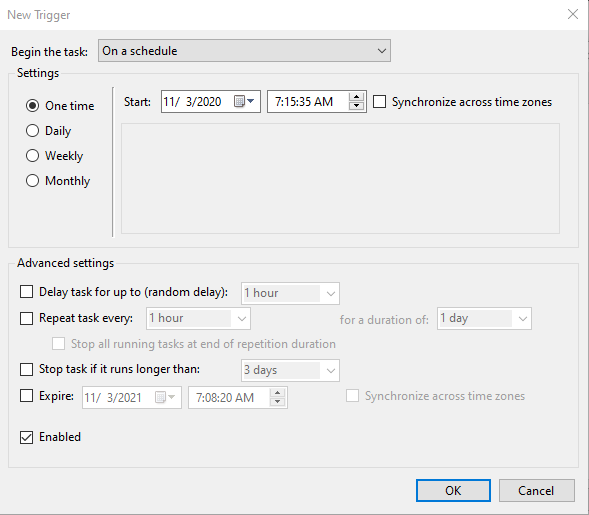 New Trigger
Begin the task: On a schedule
Settings
One time
Start: 11/ 3/2020 7:15:35 AM Synchronize across time zones
Daily
Weekly
Monthly
Advanced settings
Delay task for up to (random delay): 1 hour
Repeat task every: 1 hour for a duration of: 1 day
Stop all running tasks at end of repetition duration
Stop task if it runs longer than: 3 days
Expire: 11/ 3/2021 7:08:20 AM Synchronize across time zones
Enabled
OK Cancel